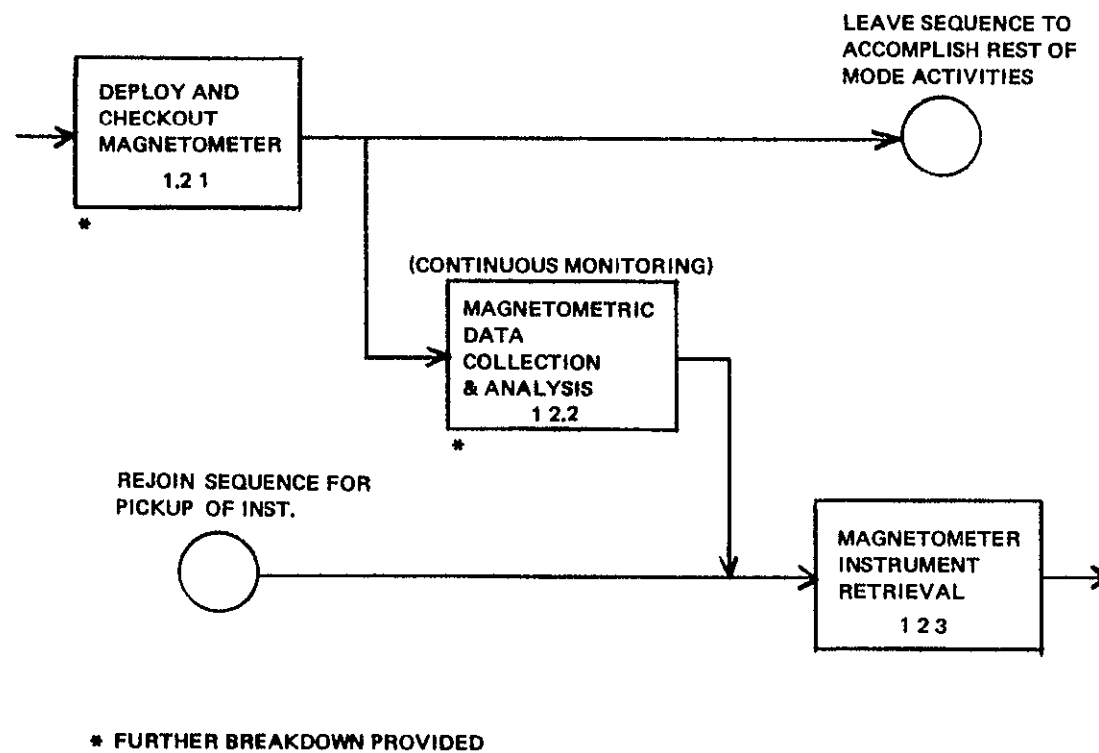 LEAVE SEQUENCE TO
ACCOMPLISH REST OF
MODE ACTIVITIES
DEPLOY AND
CHECKOUT
MAGNETOMETER
1.2 1
*
(CONTINUOUS MONITORING)
MAGNETOMETRIC
DATA
COLLECTION
& ANALYSIS
1 2.2
*
REJOIN SEQUENCE FOR
PICKUP OF INST.
MAGNETOMETER
INSTRUMENT
RETRIEVAL
1 2 3
* FURTHER BREAKDOWN PROVIDED